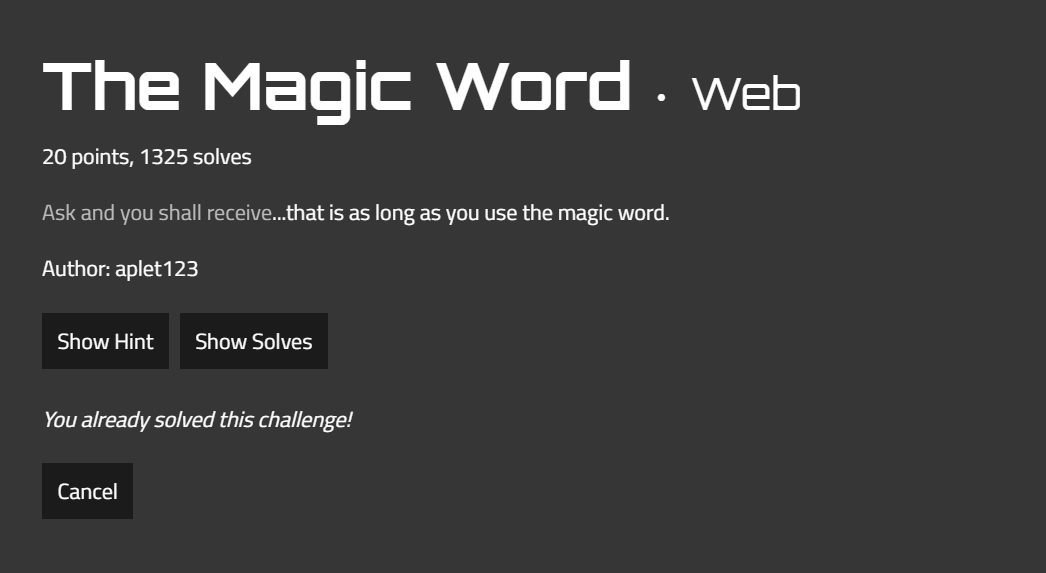 The Magic Word · Web
20 points, 1325 solves
Ask and you shall receive...that is as long as you use the magic word.
Author: aplet123
Show Hint Show Solves
You already solved this challenge!
Cancel